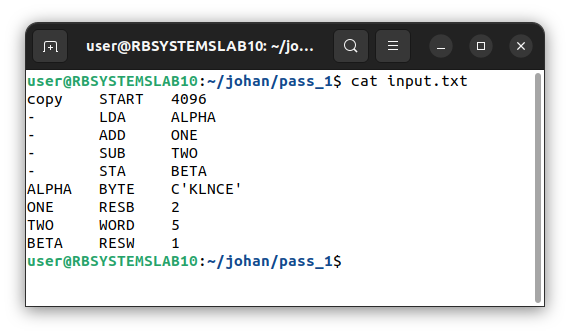 user@RBSYSTEMSLAB10: ~/jo...
user@RBSYSTEMSLAB10:~/johan/pass_1$ cat input.txt
copy    START   4096
-       LDA     ALPHA
-       ADD     ONE
-       SUB     TWO
-       STA     BETA
ALPHA   BYTE    C'KLNCE'
ONE     RESB    2
TWO     WORD    5
BETA    RESW    1
user@RBSYSTEMSLAB10:~/johan/pass_1$